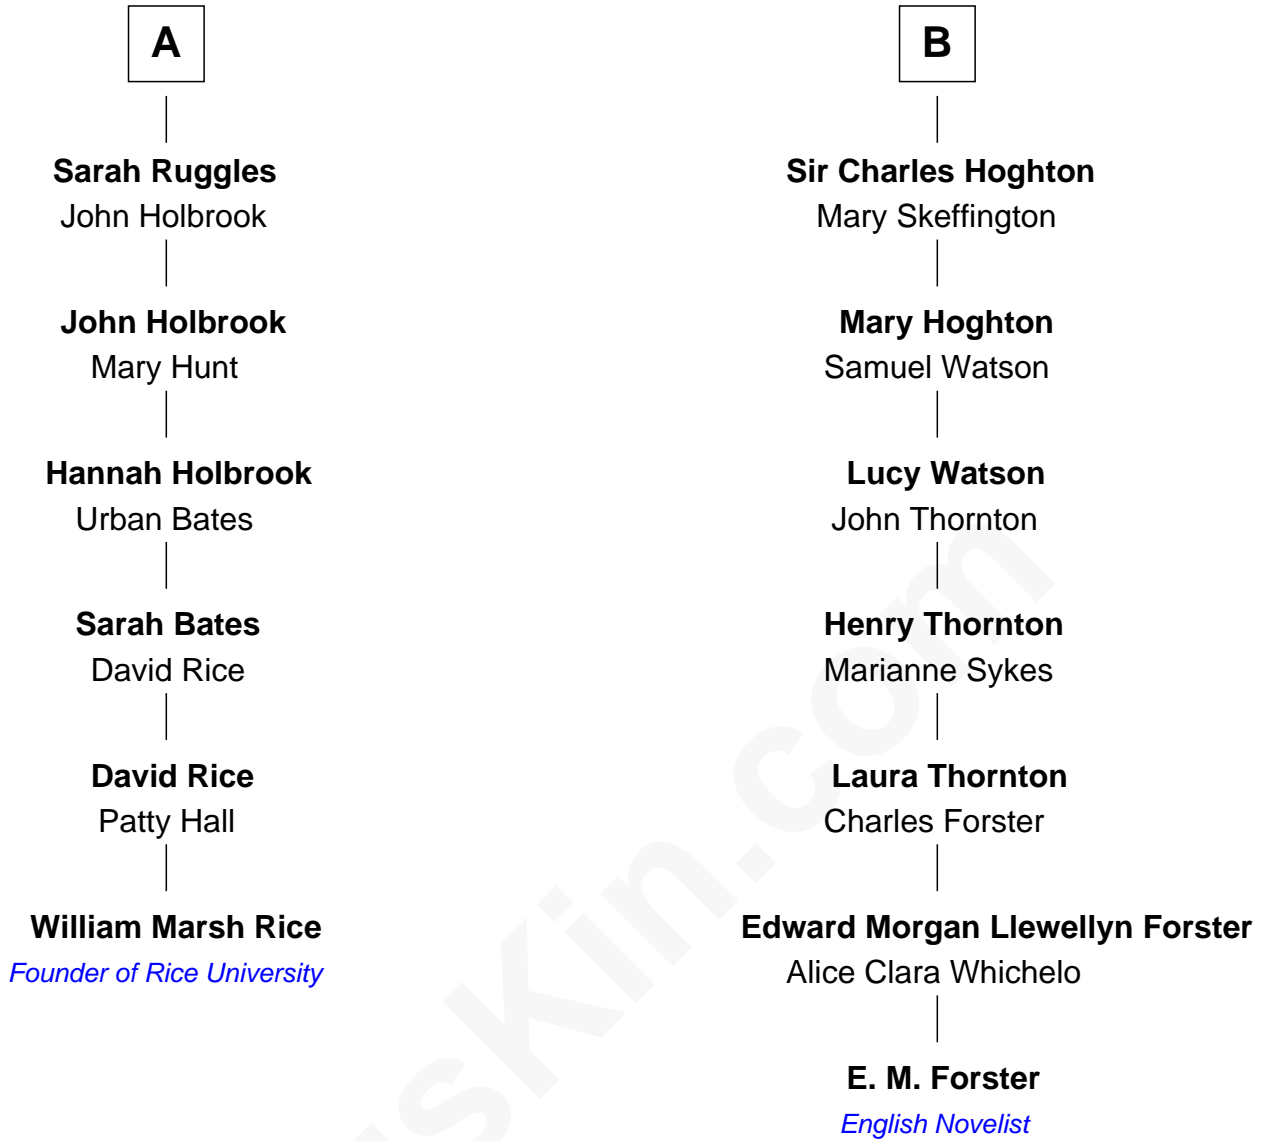 A
B
Sarah Ruggles
John Holbrook
Sir Charles Hoghton
Mary Skeffington
John Holbrook
Mary Hunt
Mary Hoghton
Samuel Watson
Hannah Holbrook
Urban Bates
Lucy Watson
John Thornton
Sarah Bates
David Rice
Henry Thornton
Marianne Sykes
David Rice
Patty Hall
Laura Thornton
Charles Forster
William Marsh Rice
Founder of Rice University
Edward Morgan Llewellyn Forster
Alice Clara Whichelo
E. M. Forster
English Novelist
sKin.com